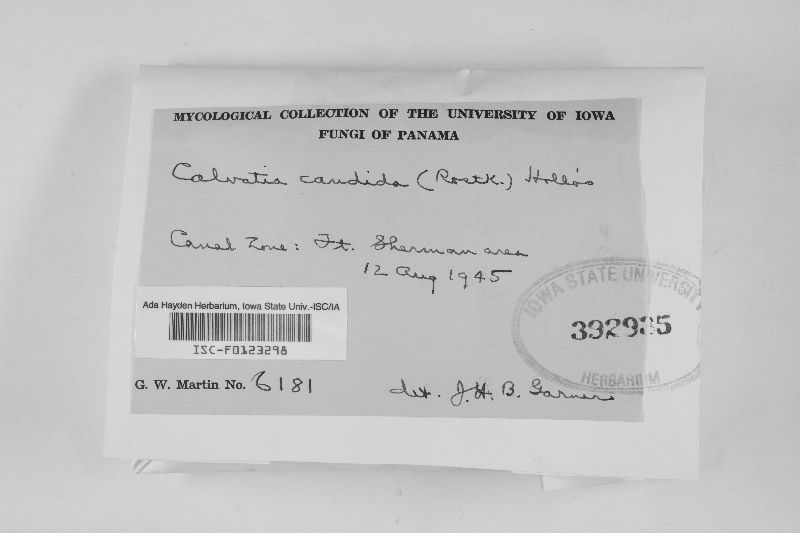 MYCOLOGICAL COLLECTION OF THE UNIVERSITY OF IOWA
FUNGI OF PANAMA
Calvatia candida (Rostk.) Hollós
Canal Zone: Ft. Sherman area
12 Aug 1945
IOWA STATE UNIVERSITY
392935
HERBARIUM
Ada Hayden Herbarium, Iowa State Univ.-ISC/IA
ISC-F0123298
G. W. Martin No. 6181
det. J.H.B. Garner